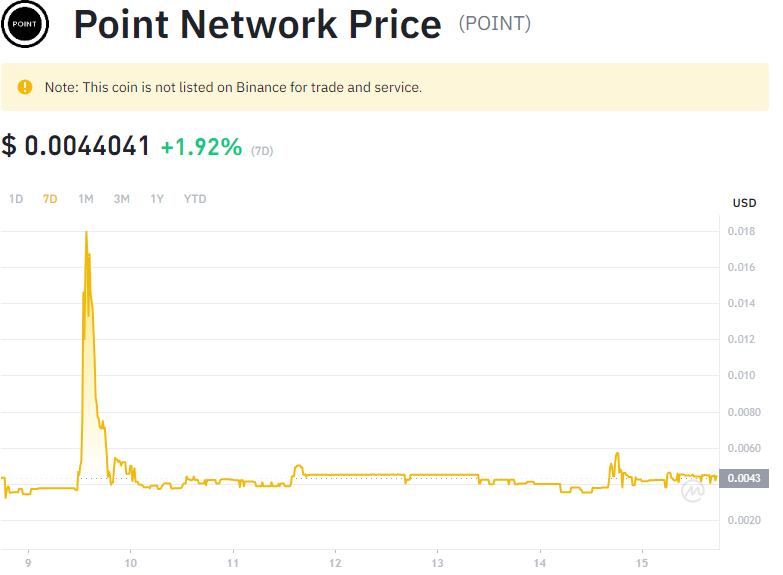 POINT
Point Network Price (POINT)
Note: This coin is not listed on Binance for trade and service.
$ 0.0044041 +1.92% (7D)
1D 7D 1M 3M 1Y YTD
USD
0.018
0.016
0.014
0.012
0.010
0.0080
0.0060
0.0043
0.0020
9 10 11 12 13 14 15